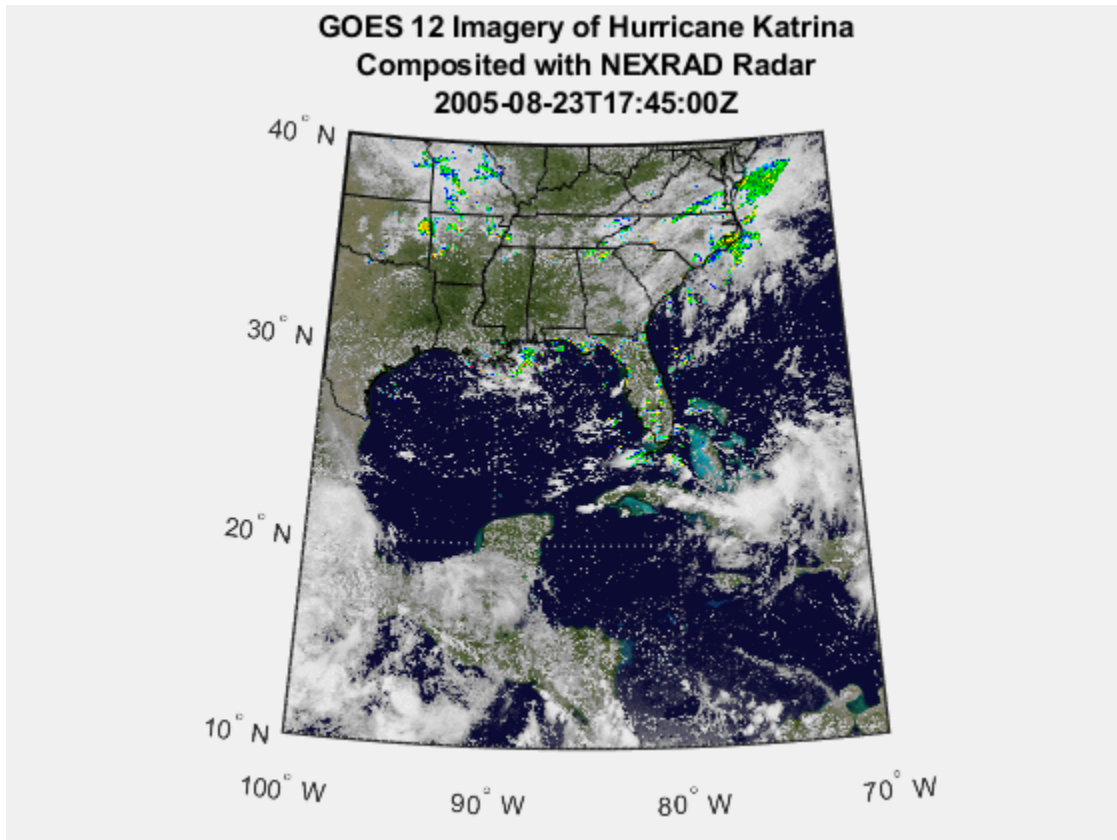 GOES 12 Imagery of Hurricane Katrina
Composited with NEXRAD Radar
2005-08-23T17:45:00Z
40° N
30° N
20° N
10° N
100° W
90° W
80° W
70° W